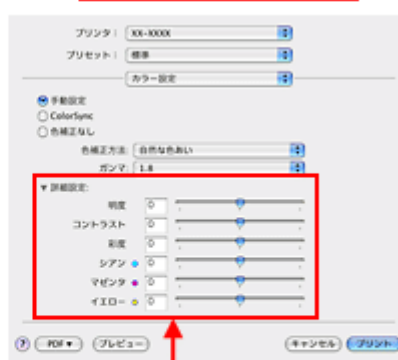 プリンタ： XX-XXXX
プリセット： 標準
カラー設定
手動設定
ColorSync
色補正なし
色補正方法： 自然な色あい
ガンマ： 1.8
▼ 詳細設定：
明度 0
コントラスト 0
彩度 0
シアン 0
マゼンタ 0
イエロー 0
? PDF▼ プレビュー キャンセル プリント